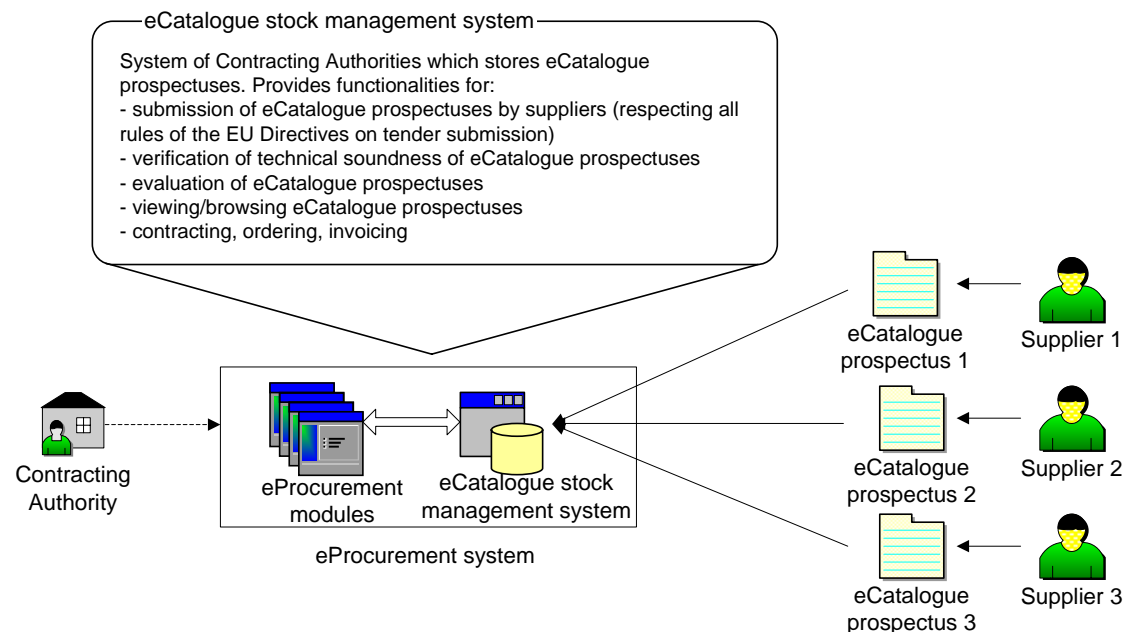 eCatalogue stock management system
System of Contracting Authorities which stores eCatalogue
prospectuses. Provides functionalities for:
- submission of eCatalogue prospectuses by suppliers (respecting all
rules of the EU Directives on tender submission)
- verification of technical soundness of eCatalogue prospectuses
- evaluation of eCatalogue prospectuses
- viewing/browsing eCatalogue prospectuses
- contracting, ordering, invoicing
eCatalogue
prospectus 1
Supplier 1
Contracting
Authority
eProcurement
modules
eCatalogue stock
management system
eProcurement system
eCatalogue
prospectus 2
Supplier 2
eCatalogue
prospectus 3
Supplier 3